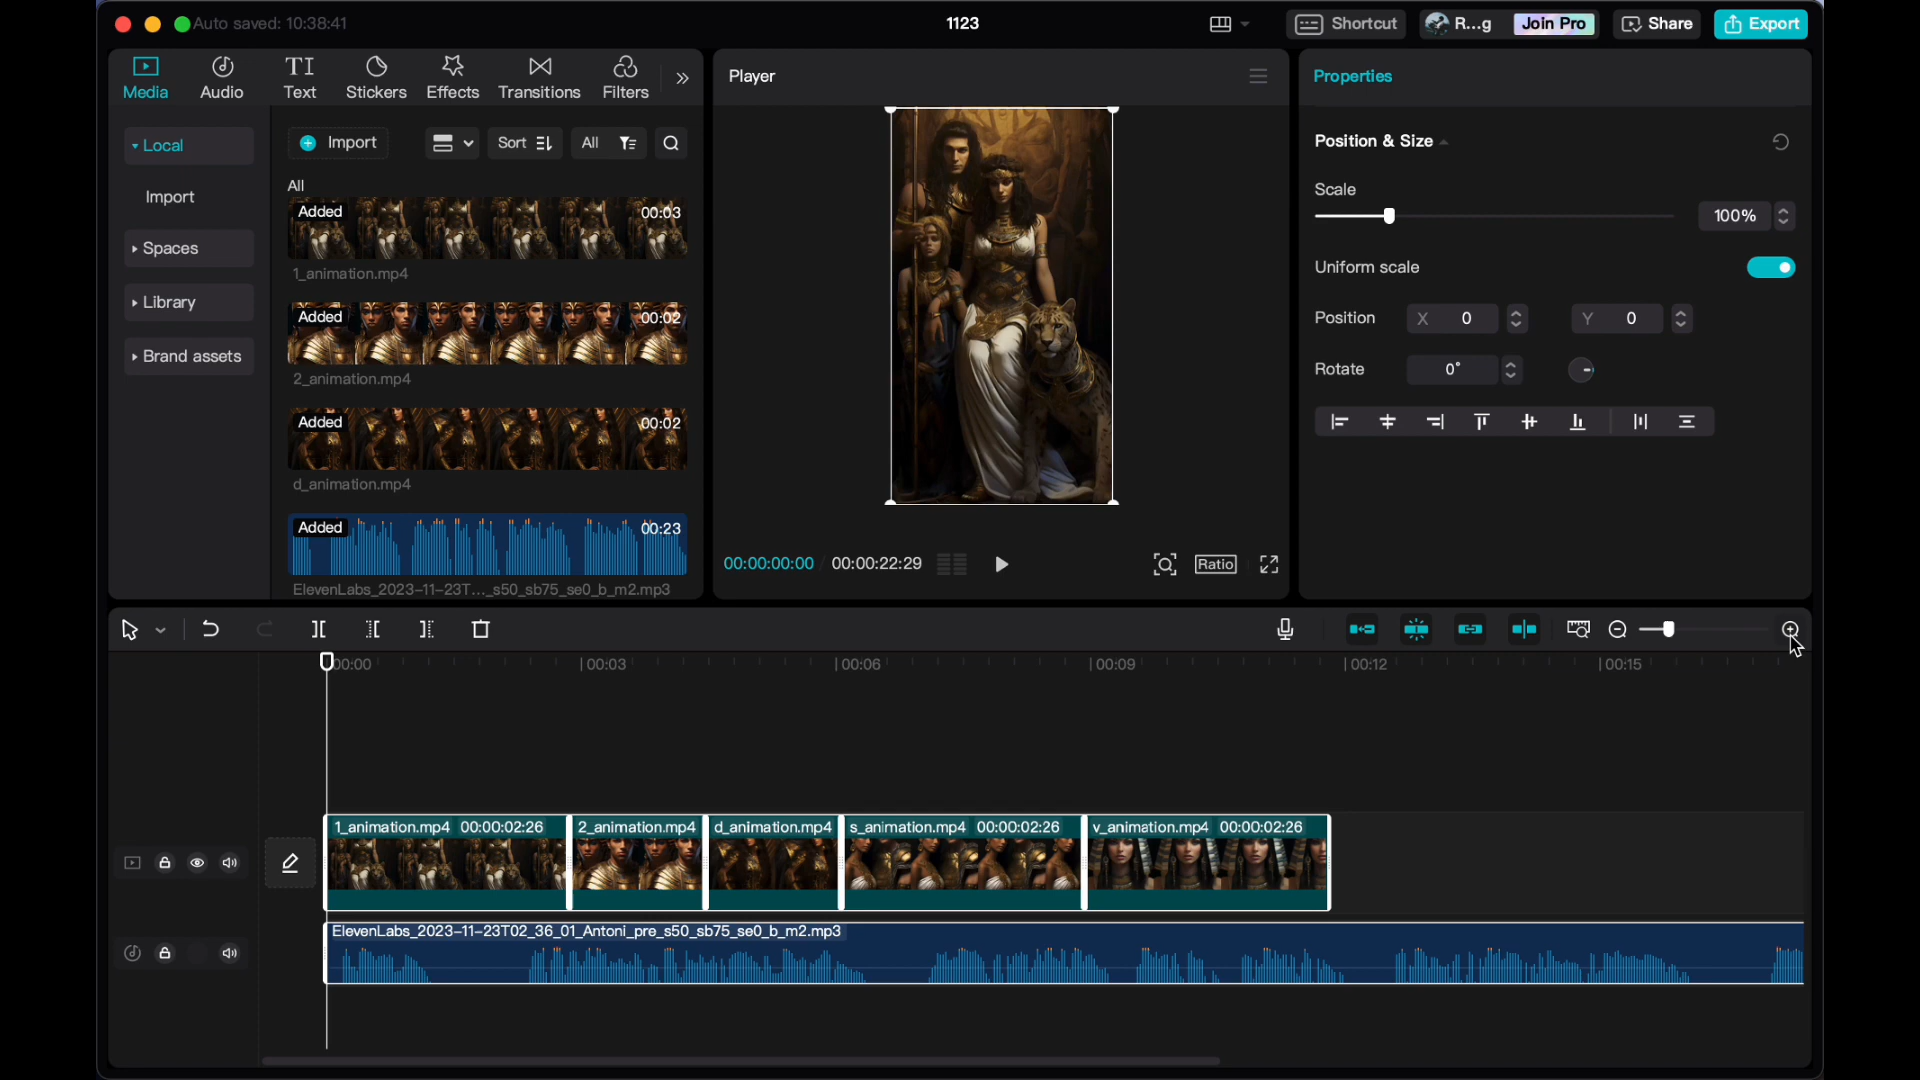 Auto saved: 10:38:41
1123
Shortcut
R...g
Join Pro
Share
Export
Media
Audio
Text
Stickers
Effects
Transitions
Filters
Player
Properties
Local
Import
Spaces
Library
Brand assets
Import
Sort
All
All
Added
00:03
1_animation.mp4
Added
00:02
2_animation.mp4
Added
00:02
d_animation.mp4
Added
00:23
ElevenLabs_2023-11-23T..._s50_sb75_se0_b_m2.mp3
00:00:00:00
00:00:22:29
Ratio
Position & Size
Scale
100%
Uniform scale
Position
X 0
Y 0
Rotate
0°
00:00
00:03
00:06
00:09
00:12
00:15
1_animation.mp4 00:00:02:26
2_animation.mp4
d_animation.mp4
s_animation.mp4 00:00:02:26
v_animation.mp4 00:00:02:26
ElevenLabs_2023-11-23T02_36_01_Antoni_pre_s50_sb75_se0_b_m2.mp3